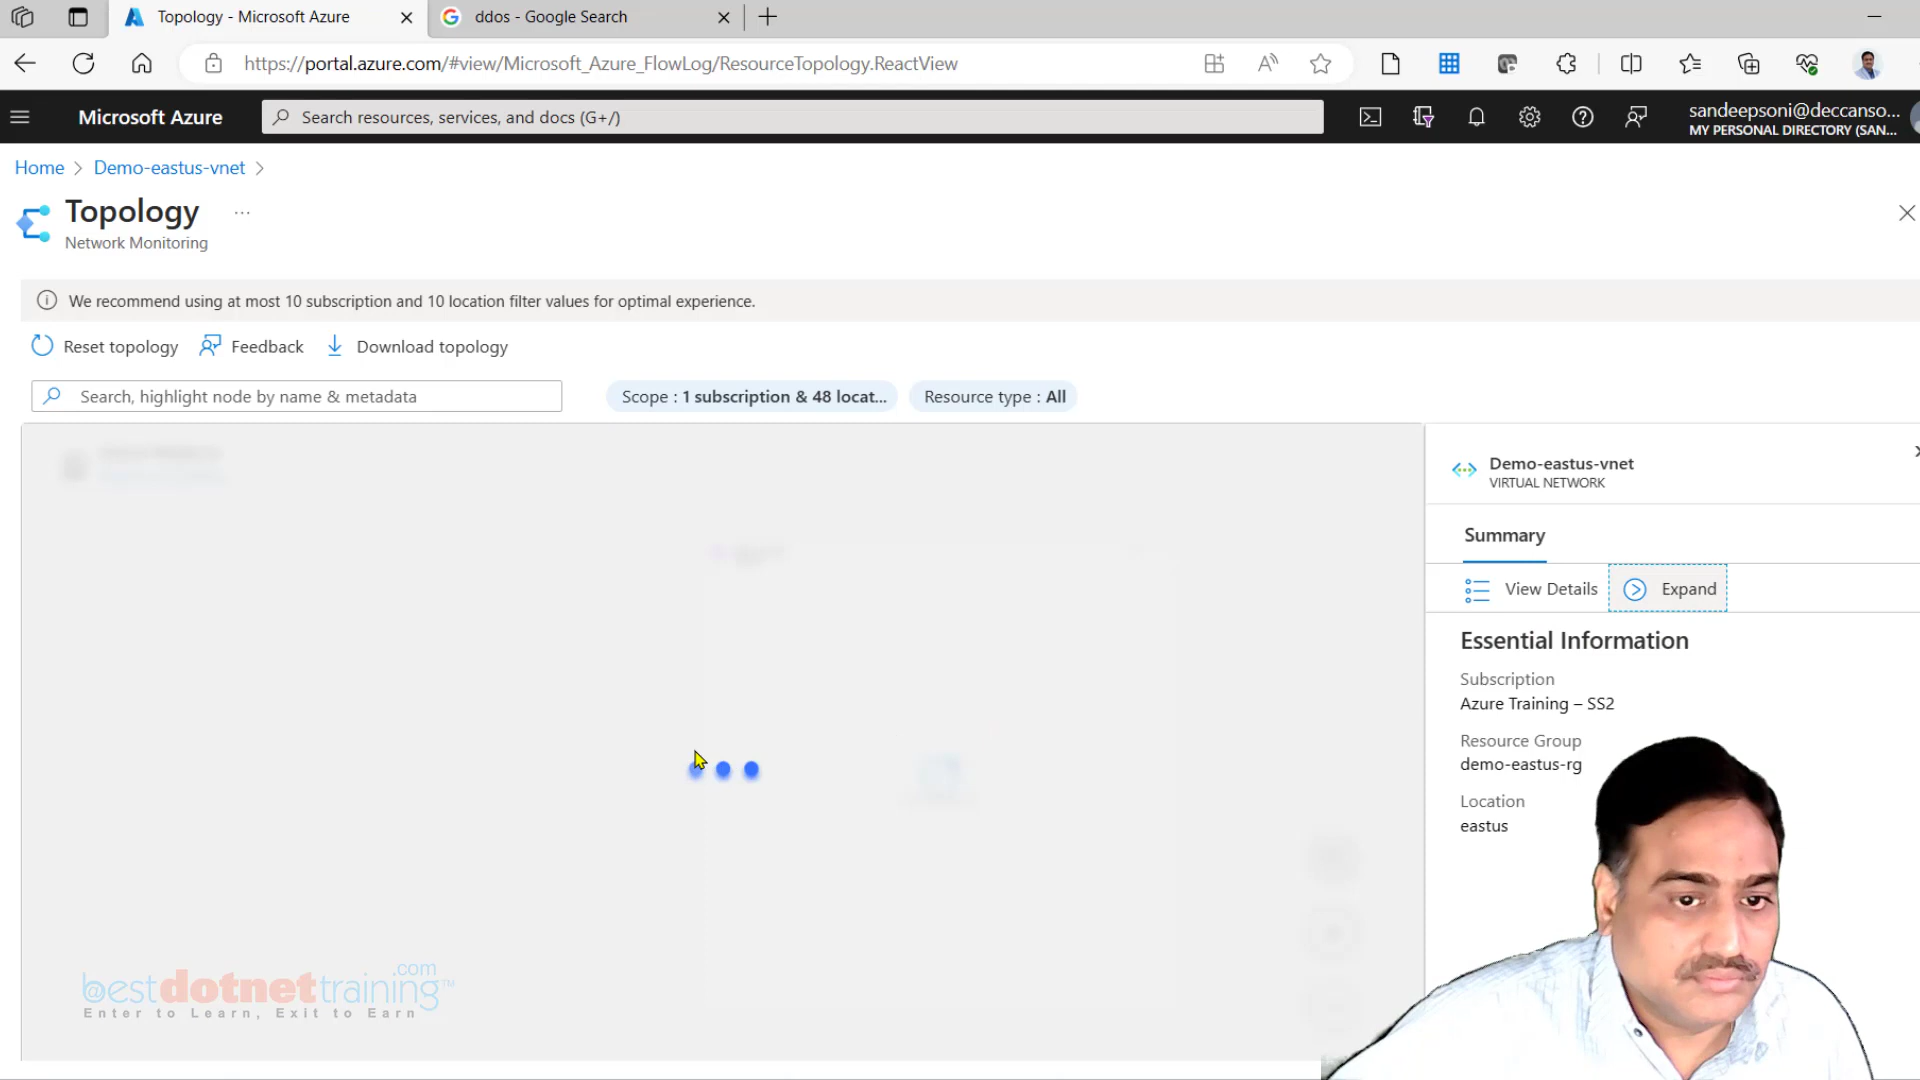 Topology - Microsoft Azure
ddos - Google Search
https://portal.azure.com/#view/Microsoft_Azure_FlowLog/ResourceTopology.ReactView
Microsoft Azure
Search resources, services, and docs (G+/)
sandeepsoni@deccanso...
MY PERSONAL DIRECTORY (SAN...
Home > Demo-eastus-vnet >
Topology ...
Network Monitoring
We recommend using at most 10 subscription and 10 location filter values for optimal experience.
Reset topology Feedback Download topology
Search, highlight node by name & metadata
Scope : 1 subscription & 48 locat...
Resource type : All
Demo-eastus-vnet
VIRTUAL NETWORK
Summary
View Details Expand
Essential Information
Subscription
Azure Training – SS2
Resource Group
demo-eastus-rg
Location
eastus
bestdotnettraining.com™
Enter to Learn, Exit to Earn